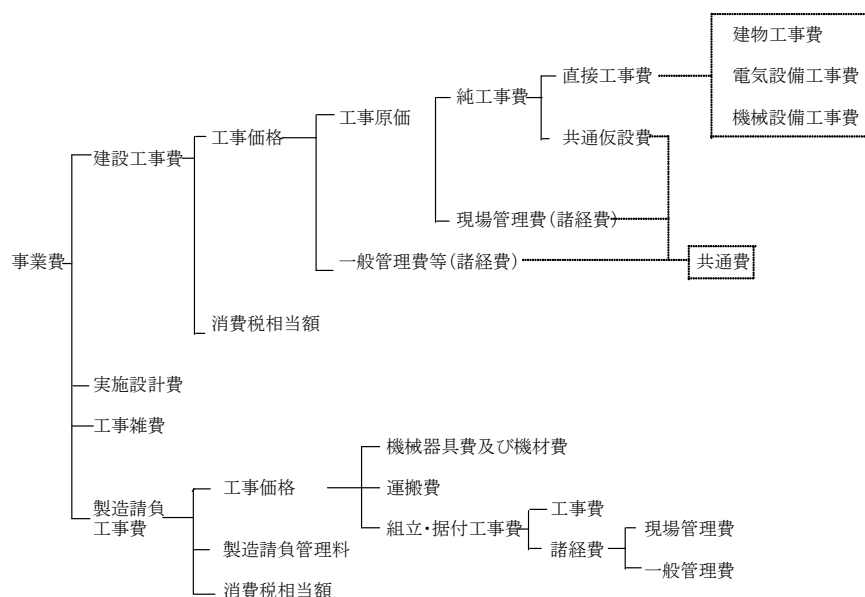 建物工事費
直接工事費
電気設備工事費
純工事費
工事原価
機械設備工事費
工事価格
共通仮設費
建設工事費
現場管理費(諸経費)
事業費
一般管理費等(諸経費)
共通費
消費税相当額
実施設計費
工事雑費
機械器具費及び機材費
工事価格
運搬費
製造請負
工事費
組立・据付工事費
工事費
現場管理費
製造請負管理料
諸経費
一般管理費
消費税相当額